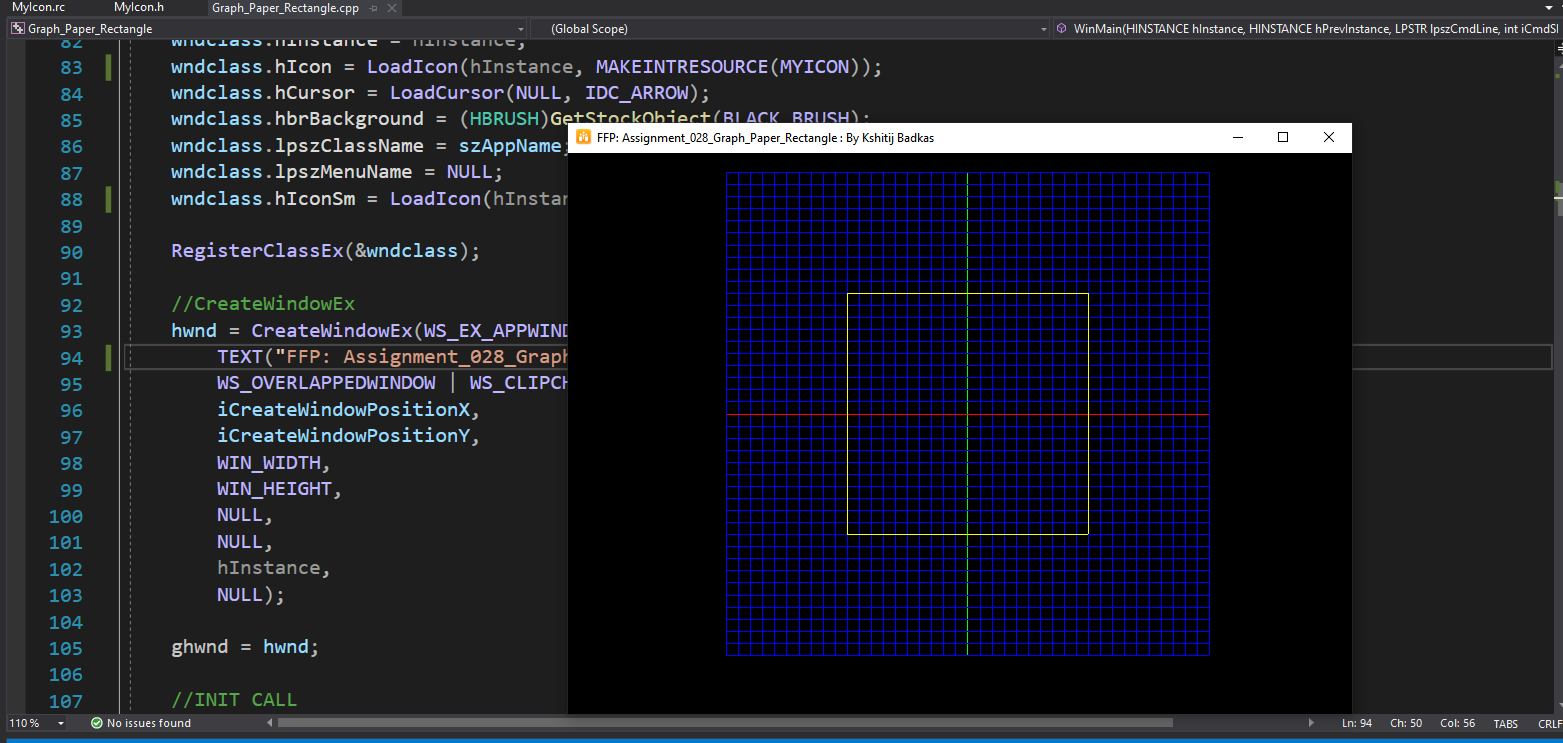 MyIcon.rc MyIcon.h Graph_Paper_Rectangle.cpp
Graph_Paper_Rectangle (Global Scope) WinMain(HINSTANCE hInstance, HINSTANCE hPrevInstance, LPSTR lpszCmdLine, int iCmdS
82 wndclass.hInstance = hInstance;
83 wndclass.hIcon = LoadIcon(hInstance, MAKEINTRESOURCE(MYICON));
84 wndclass.hCursor = LoadCursor(NULL, IDC_ARROW);
85 wndclass.hbrBackground = (HBRUSH)GetStockObject(BLACK_BRUSH);
FFP: Assignment_028_Graph_Paper_Rectangle : By Kshitij Badkas
86 wndclass.lpszClassName = szAppName;
87 wndclass.lpszMenuName = NULL;
88 wndclass.hIconSm = LoadIcon(hInstan
89
90 RegisterClassEx(&wndclass);
91
92 //CreateWindowEx
93 hwnd = CreateWindowEx(WS_EX_APPWIND
94 TEXT("FFP: Assignment_028_Graph
95 WS_OVERLAPPEDWINDOW | WS_CLIPCH
96 iCreateWindowPositionX,
97 iCreateWindowPositionY,
98 WIN_WIDTH,
99 WIN_HEIGHT,
100 NULL,
101 NULL,
102 hInstance,
103 NULL);
104
105 ghwnd = hwnd;
106
107 //INIT CALL
110 % No issues found Ln: 94 Ch: 50 Col: 56 TABS CRLF